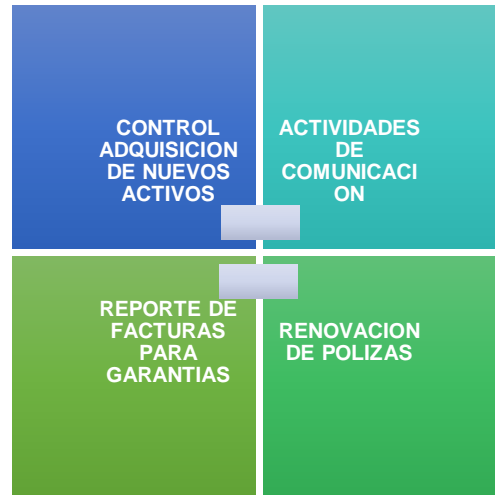 CONTROL
ADQUISICION
DE NUEVOS
ACTIVOS
ACTIVIDADES
DE
COMUNICACI
ON
REPORTE DE
FACTURAS
PARA
GARANTIAS
RENOVACION
DE POLIZAS